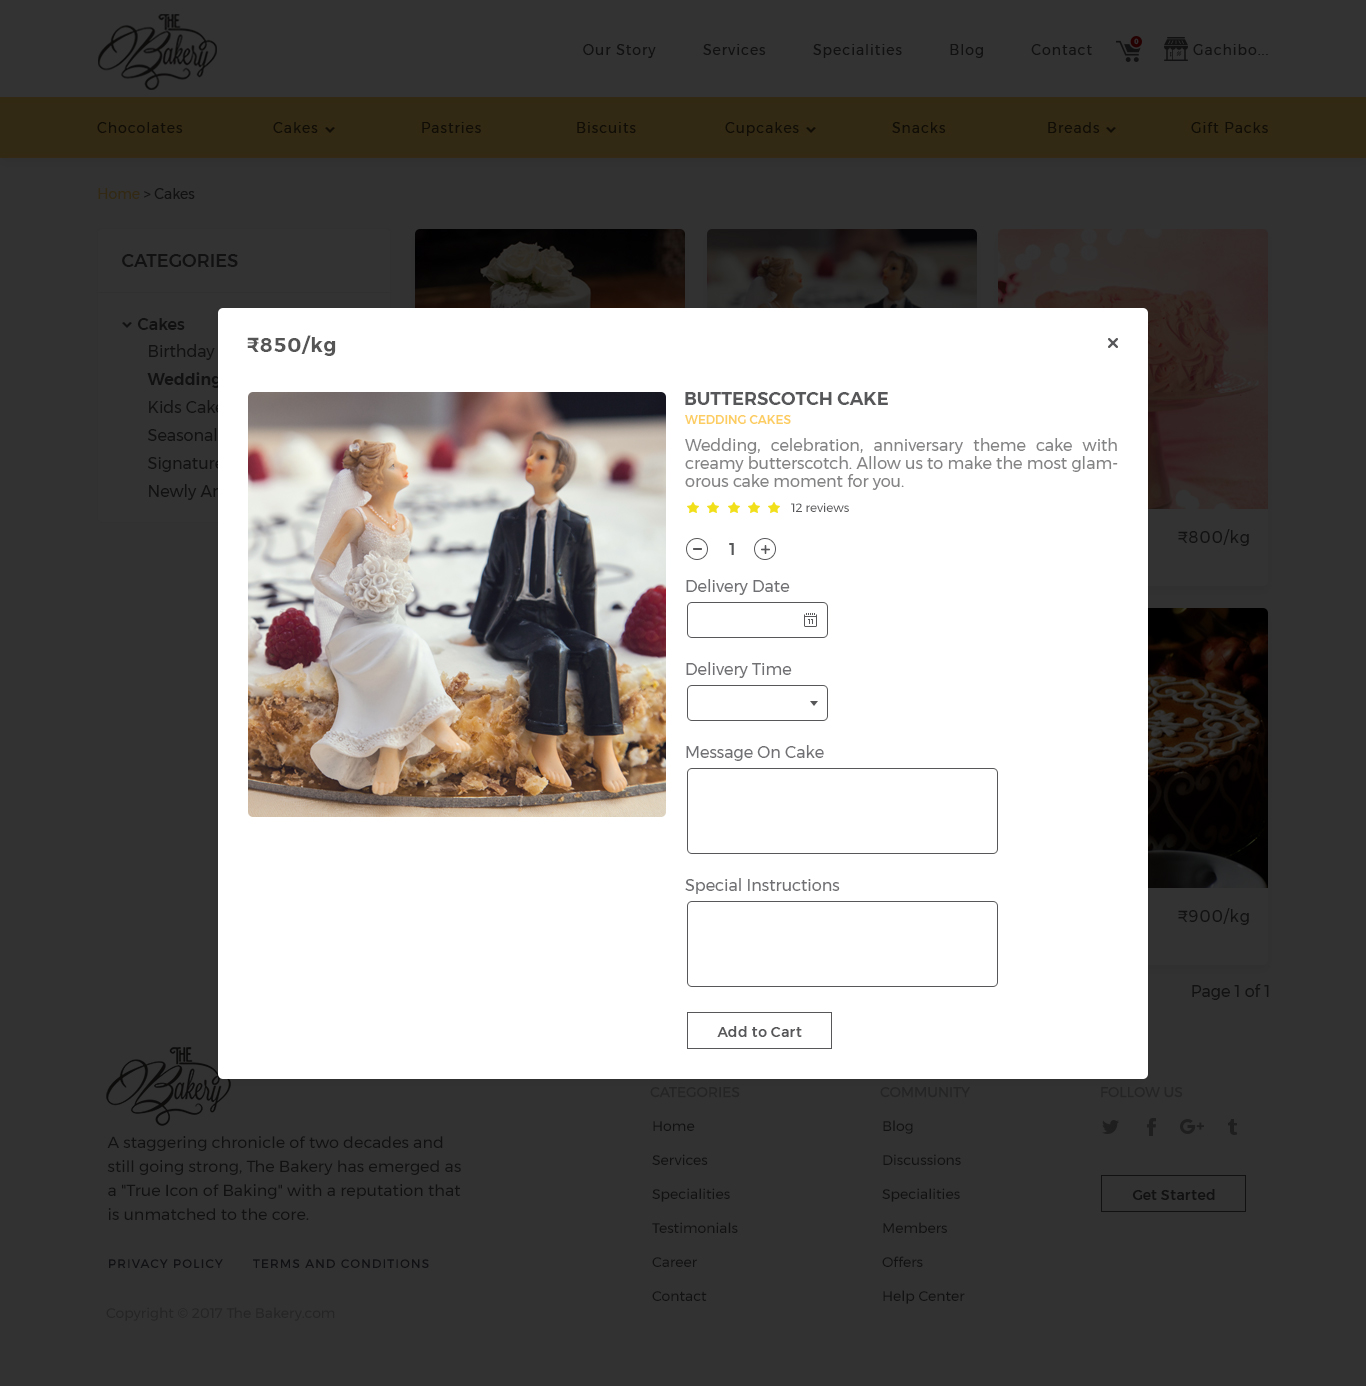 THE
Bakery
Our Story
Services
Specialities
Blog
Contact
0
Gachibo...
Chocolates
Cakes
Pastries
Biscuits
Cupcakes
Snacks
Breads
Gift Packs
Home > Cakes
CATEGORIES
Cakes
Birthday
Wedding
Kids Cake
Seasonal
Signature
Newly Ar
₹800/kg
₹900/kg
Page 1 of 1
₹850/kg
BUTTERSCOTCH CAKE
WEDDING CAKES
Wedding, celebration, anniversary theme cake with
creamy butterscotch. Allow us to make the most glam-
orous cake moment for you.
12 reviews
1
Delivery Date
11
Delivery Time
Message On Cake
Special Instructions
Add to Cart
THE
Bakery
A staggering chronicle of two decades and
still going strong, The Bakery has emerged as
a "True Icon of Baking" with a reputation that
is unmatched to the core.
PRIVACY POLICY
TERMS AND CONDITIONS
Copyright © 2017 The Bakery.com
CATEGORIES
Home
Services
Specialities
Testimonials
Career
Contact
COMMUNITY
Blog
Discussions
Specialities
Members
Offers
Help Center
FOLLOW US
Get Started